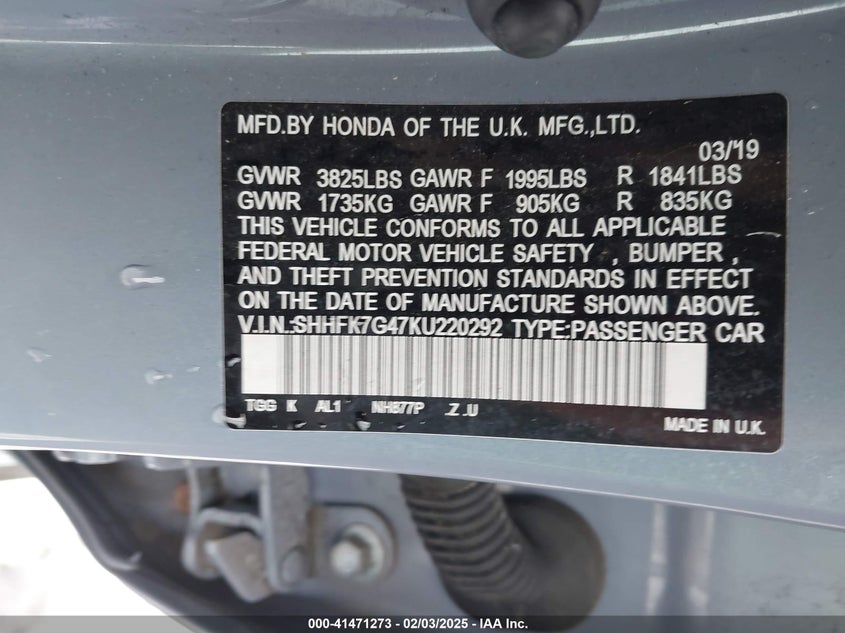 MFD.BY HONDA OF THE U.K. MFG.,LTD.
03/'19
GVWR 3825LBS GAWR F 1995LBS R 1841LBS
GVWR 1735KG GAWR F 905KG R 835KG
THIS VEHICLE CONFORMS TO ALL APPLICABLE
FEDERAL MOTOR VEHICLE SAFETY , BUMPER ,
AND THEFT PREVENTION STANDARDS IN EFFECT
ON THE DATE OF MANUFACTURE SHOWN ABOVE.
V.I.N.:SHHFK7G47KU220292 TYPE:PASSENGER CAR
TGG K AL1 NH877P .Z .U
MADE IN U.K.
000-41471273 - 02/03/2025 - IAA Inc.